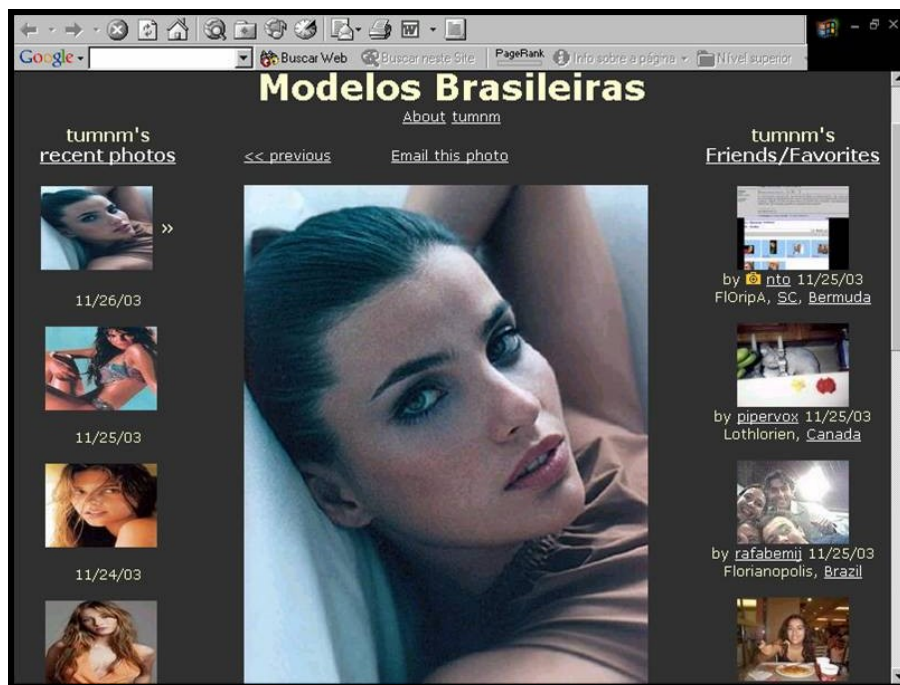 Google
Buscar Web
Buscar neste Site
PageRank
Info sobre a página
Nível superior
Modelos Brasileiras
About tumnm
tumnm's
recent photos
<< previous
Email this photo
tumnm's
Friends/Favorites
»
11/26/03
11/25/03
11/24/03
by nto 11/25/03
FlOripA, SC, Bermuda
by pipervox 11/25/03
Lothlorien, Canada
by rafabemij 11/25/03
Florianopolis, Brazil